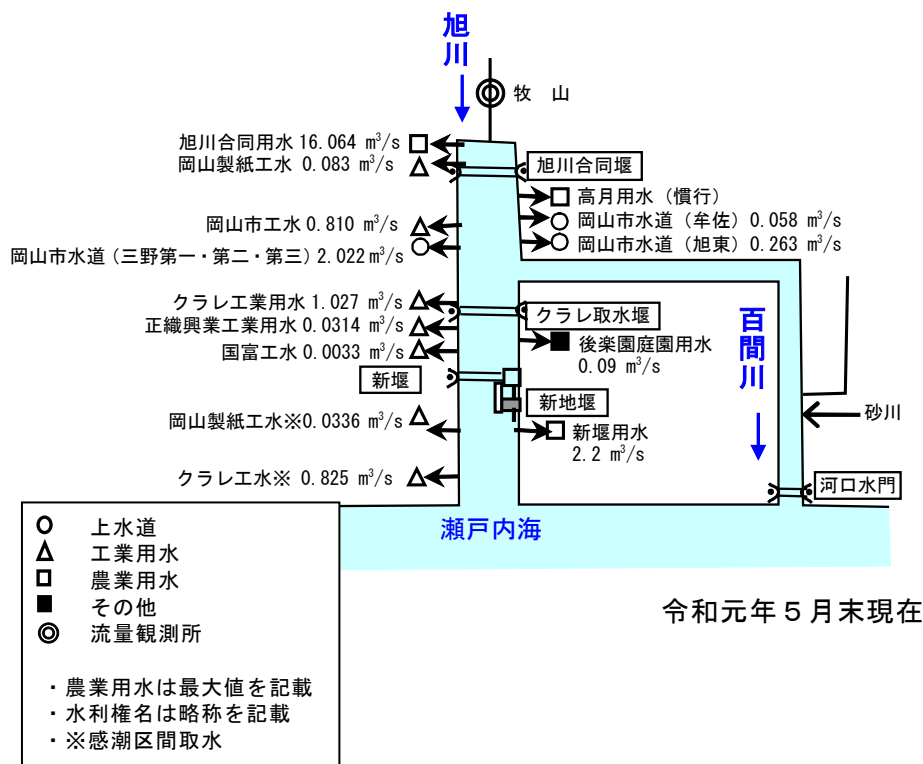 旭川
牧 山
旭川合同用水 16.064 m³/s
岡山製紙工水 0.083 m³/s
旭川合同堰
高月用水（慣行）
岡山市工水 0.810 m³/s
岡山市水道（牟佐）0.058 m³/s
岡山市水道（三野第一・第二・第三）2.022 m³/s
岡山市水道（旭東）0.263 m³/s
クラレ工業用水 1.027 m³/s
クラレ取水堰
百間川
正織興業工業用水 0.0314 m³/s
国富工水 0.0033 m³/s
後楽園庭園用水
0.09 m³/s
新堰
新地堰
岡山製紙工水※0.0336 m³/s
砂川
新堰用水
2.2 m³/s
クラレ工水※ 0.825 m³/s
河口水門
瀬戸内海
上水道
工業用水
農業用水
その他
流量観測所
令和元年５月末現在
・農業用水は最大値を記載
・水利権名は略称を記載
・※感潮区間取水